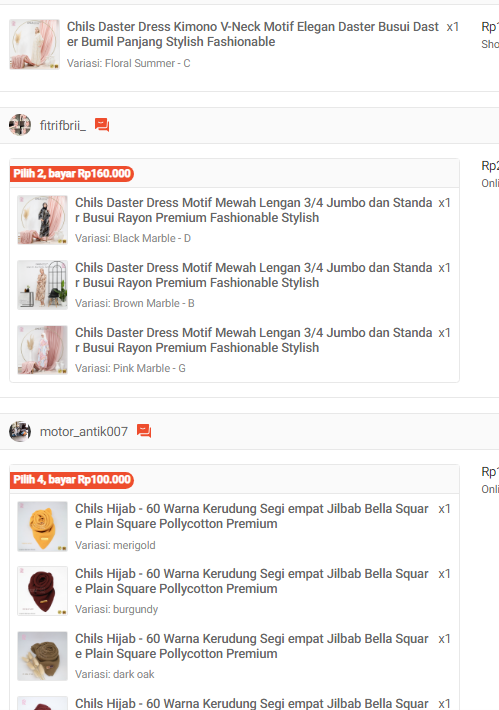 Chils Daster Dress Kimono V-Neck Motif Elegan Daster Busui Dast x1 Rp1
er Bumil Panjang Stylish Fashionable Sho
Variasi: Floral Summer - C
fitrifbrii_
Pilih 2, bayar Rp160.000 Rp2
Onli
Chils Daster Dress Motif Mewah Lengan 3/4 Jumbo dan Standa x1
r Busui Rayon Premium Fashionable Stylish
Variasi: Black Marble - D
Chils Daster Dress Motif Mewah Lengan 3/4 Jumbo dan Standa x1
r Busui Rayon Premium Fashionable Stylish
Variasi: Brown Marble - B
Chils Daster Dress Motif Mewah Lengan 3/4 Jumbo dan Standa x1
r Busui Rayon Premium Fashionable Stylish
Variasi: Pink Marble - G
motor_antik007
Pilih 4, bayar Rp100.000 Rp1
Onli
Chils Hijab - 60 Warna Kerudung Segi empat Jilbab Bella Squar x1
e Plain Square Pollycotton Premium
Variasi: merigold
Chils Hijab - 60 Warna Kerudung Segi empat Jilbab Bella Squar x1
e Plain Square Pollycotton Premium
Variasi: burgundy
Chils Hijab - 60 Warna Kerudung Segi empat Jilbab Bella Squar x1
e Plain Square Pollycotton Premium
Variasi: dark oak
Chils Hijab - 60 Warna Kerudung Segi empat Jilbab Bella Squar x1